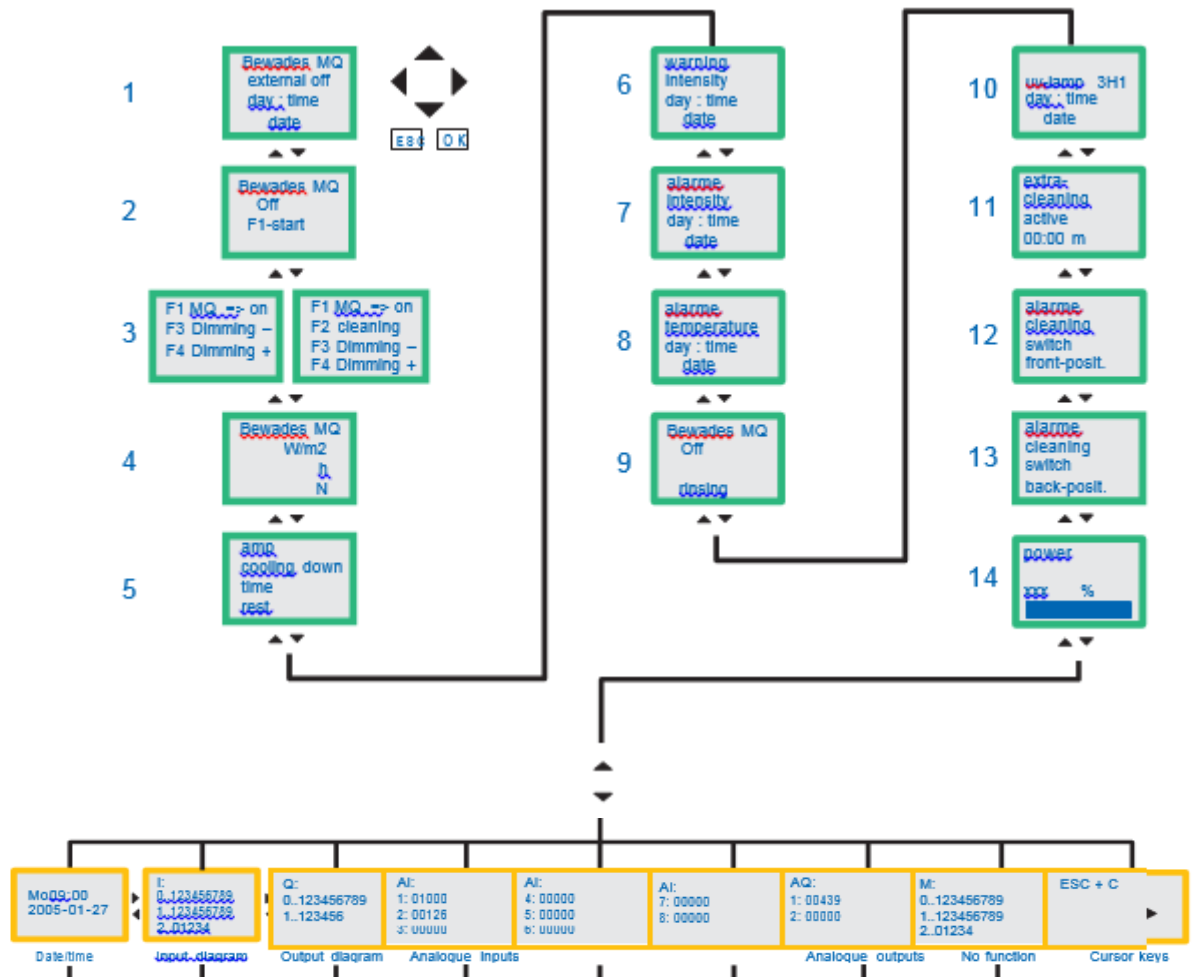 1
Bewades MQ
external off
day : time
date
ESC OK
2
Bewades MQ
Off
F1-start
3
F1 MQ => on
F3 Dimming –
F4 Dimming +
F1 MQ => on
F2 cleaning
F3 Dimming –
F4 Dimming +
4
Bewades MQ
W/m2
h
N
5
amp
cooling down
time
rest
6
warning
Intensity
day : time
date
7
alarme
Intensity
day : time
date
8
alarme
temperature
day : time
date
9
Bewades MQ
Off
rinsing
10
uv-lamp 3H1
day : time
date
11
extra-
cleaning
active
00:00 m
12
alarme
cleaning
switch
front-posit.
13
alarme
cleaning
switch
back-posit.
14
power
xxx %
Mo09:00
2005-01-27
Date/time
I:
0..123456789
1..123456789
2..01234
Input diagram
Q:
0..123456789
1..123456
Output diagram
AI:
1: 01000
2: 00126
3: 00000
Analogue Inputs
AI:
4: 00000
5: 00000
6: 00000
AI:
7: 00000
8: 00000
AQ:
1: 00439
2: 00000
Analogue outputs
M:
0..123456789
1..123456789
2..01234
No function
ESC + C
Cursor keys